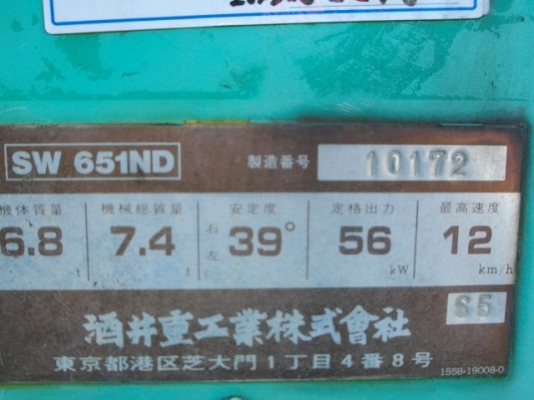 SW 651ND 製造番号 10172
機体質量 機械総質量 安定度 定格出力 最高速度
6.8 t 7.4 t 右 左 39° 56 kW 12 km/h
S5
酒井重工業株式會社
東京都港区芝大門1丁目4番8号
1558-19008-0